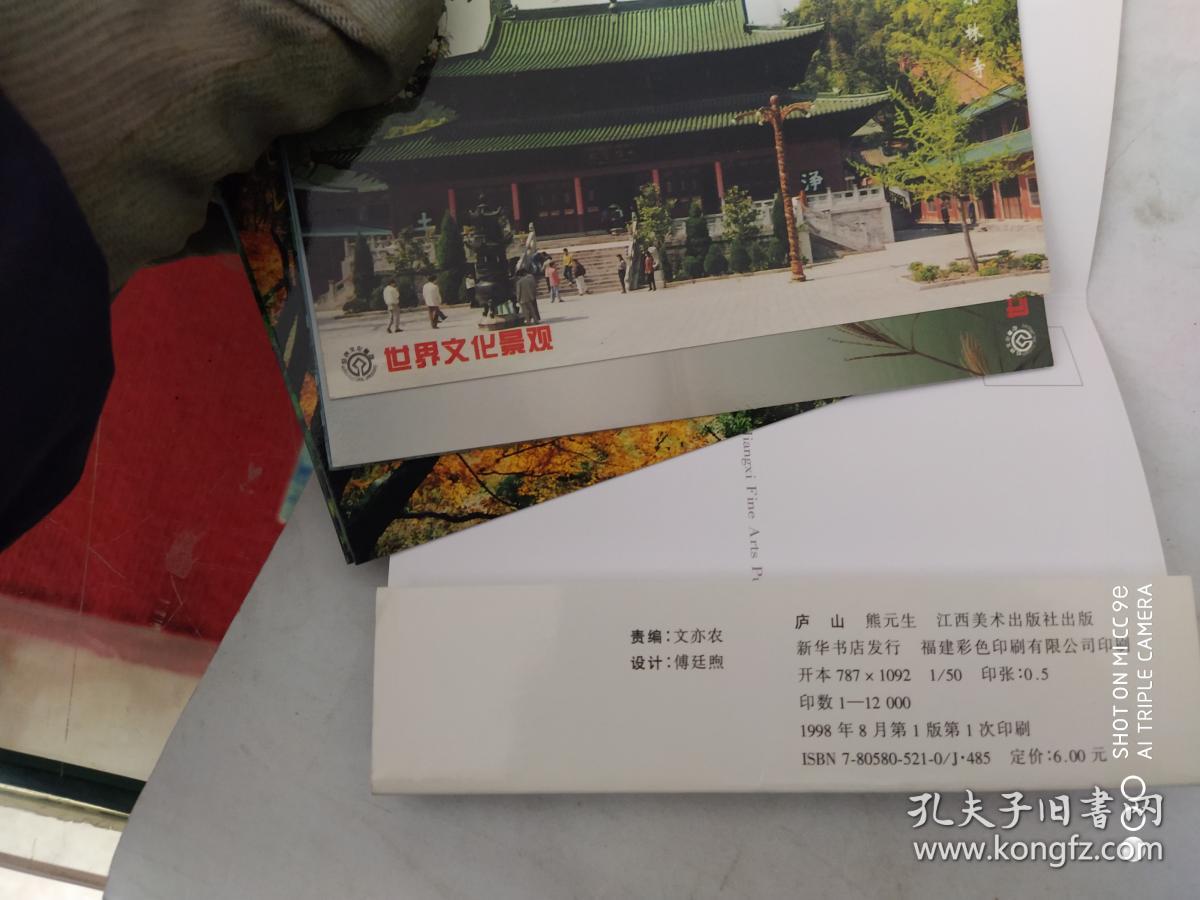 林寺
土
净
世界文化景观
Jiangxi Fine Arts Pu
责编:文亦农
设计:傅廷煦
庐 山 熊元生 江西美术出版社出版
新华书店发行 福建彩色印刷有限公司印刷
开本 787×1092 1/50 印张:0.5
印数 1—12 000
1998 年 8 月第 1 版第 1 次印刷
ISBN 7-80580-521-0/J·485 定价:6.00 元
SHOT ON MI CC 9e
AI TRIPLE CAMERA
孔夫子旧书网
www.kongfz.com